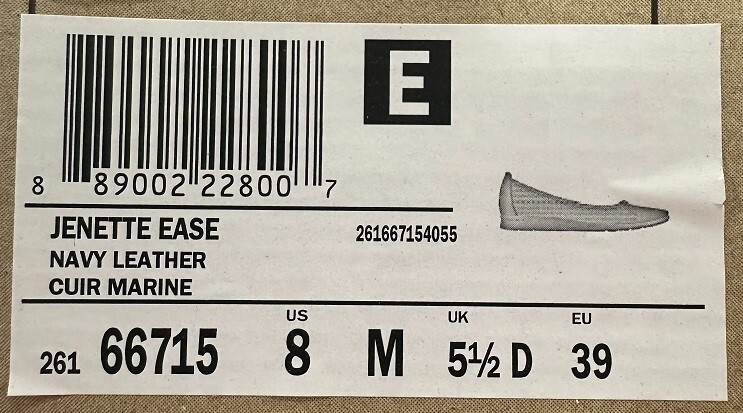 E
8 89002 22800 7
JENETTE EASE 261667154055
NAVY LEATHER
CUIR MARINE
US UK EU
261 66715 8 M 5½ D 39